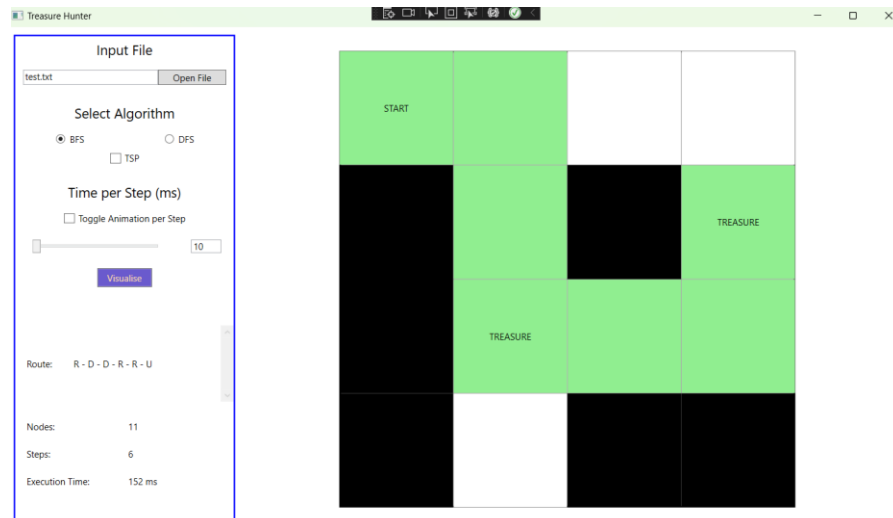 Treasure Hunter
Input File
test.txt Open File
Select Algorithm
BFS DFS
TSP
Time per Step (ms)
Toggle Animation per Step
10
Visualise
Route: R - D - D - R - R - U
Nodes: 11
Steps: 6
Execution Time: 152 ms
START
TREASURE
TREASURE